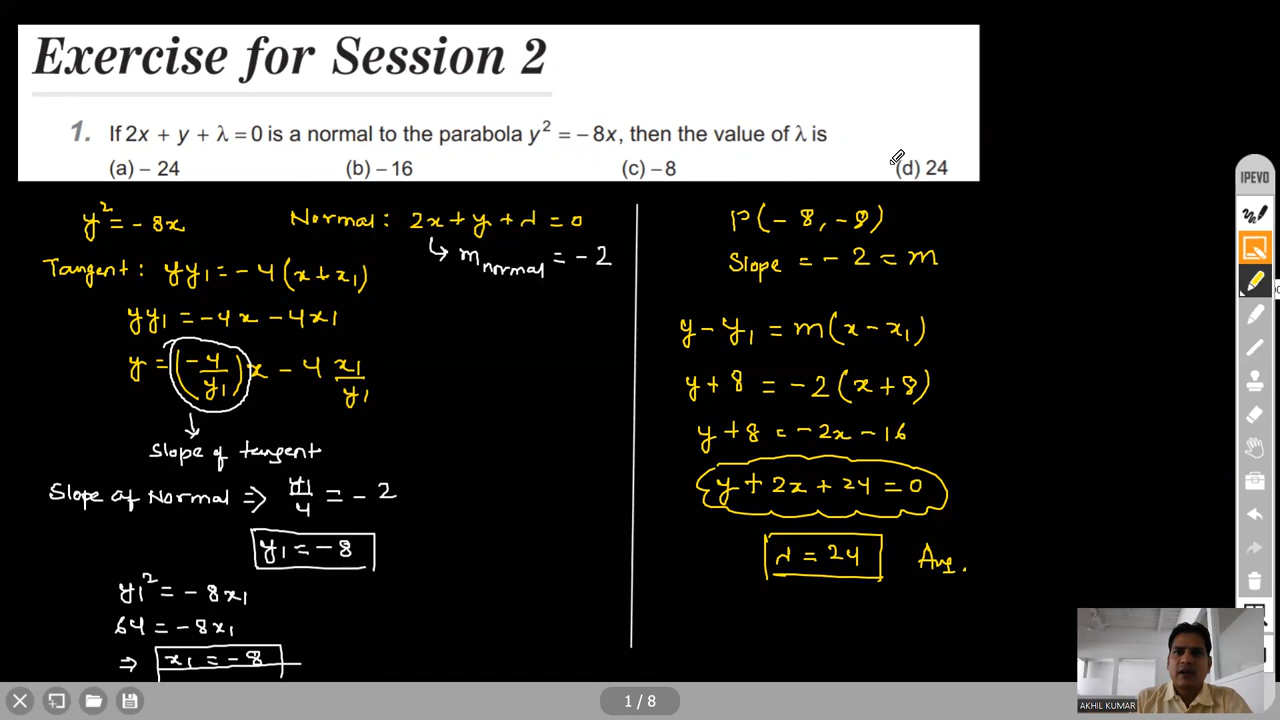 Exercise for Session 2
1. If 2x + y + λ = 0 is a normal to the parabola y² = – 8x, then the value of λ is
(a) – 24 (b) – 16 (c) – 8 (d) 24
y² = - 8x
Normal: 2x + y + λ = 0
↳ m normal = - 2
Tangent: yy₁ = - 4 (x + x₁)
yy₁ = -4x - 4x₁
y = (-4/y₁) x - 4 x₁/y₁
↓
Slope of tangent
Slope of Normal ⇒ y₁/4 = - 2
y₁ = - 8
y₁² = - 8x₁
64 = - 8x₁
⇒ x₁ = - 8
P(- 8, - 8)
Slope = - 2 = m
y - y₁ = m(x - x₁)
y + 8 = -2(x + 8)
y + 8 = -2x - 16
y + 2x + 24 = 0
λ = 24 Ans.
IPEVO
1 / 8
AKHIL KUMAR